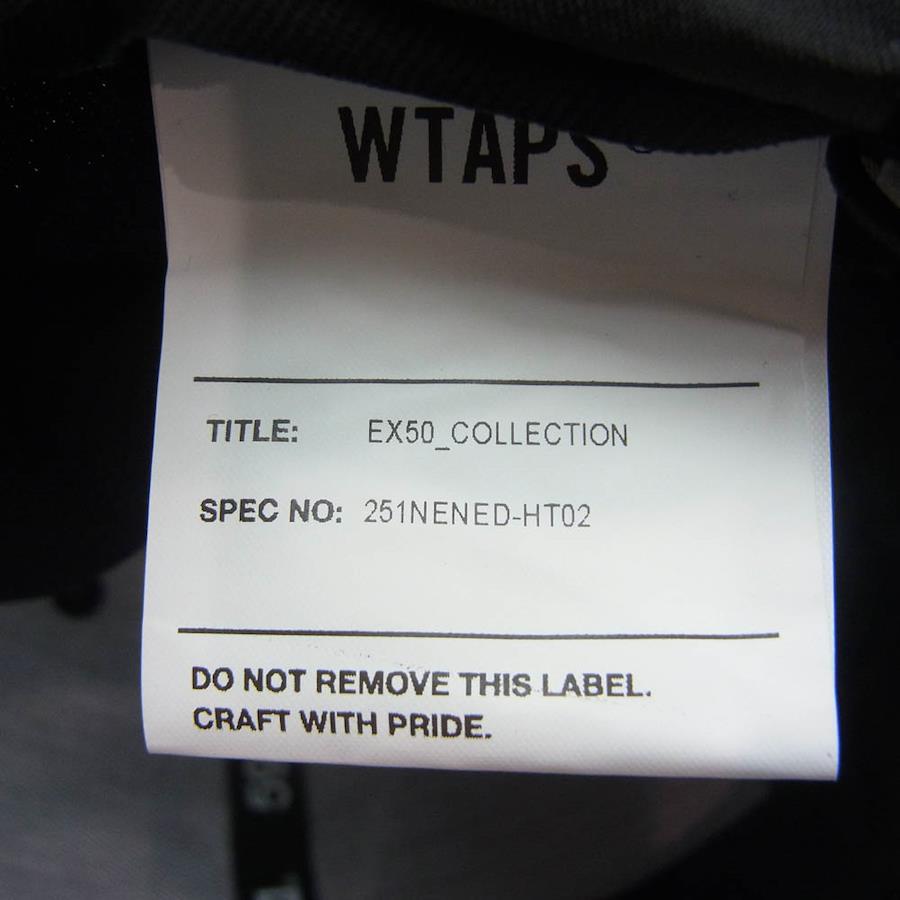 WTAPS
TITLE: EX50_COLLECTION
SPEC NO: 251NENED-HT02
DO NOT REMOVE THIS LABEL.
CRAFT WITH PRIDE.